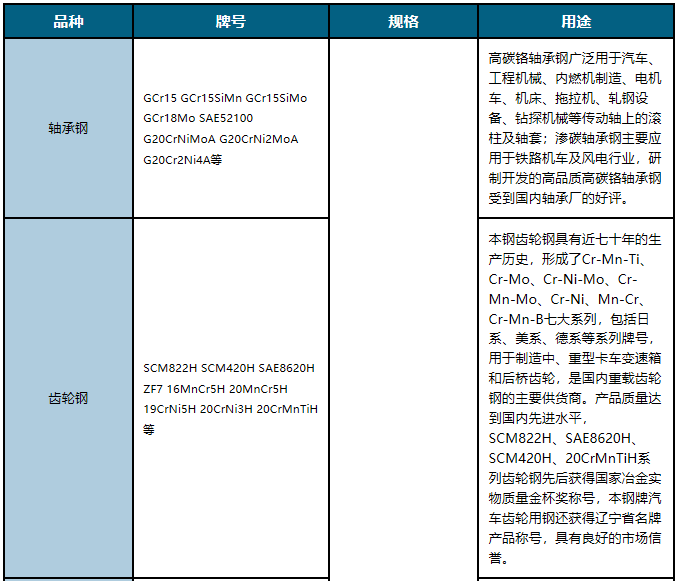 品种
牌号
规格
用途
轴承钢
GCr15 GCr15SiMn GCr15SiMo
GCr18Mo SAE52100
G20CrNiMoA G20CrNi2MoA
G20Cr2Ni4A等
高碳铬轴承钢广泛用于汽车、
工程机械、内燃机制造、电机
车、机床、拖拉机、轧钢设
备、钻探机械等传动轴上的滚
柱及轴套；渗碳轴承钢主要应
用于铁路机车及风电行业，研
制开发的高品质高碳铬轴承钢
受到国内轴承厂的好评。
齿轮钢
SCM822H SCM420H SAE8620H
ZF7 16MnCr5H 20MnCr5H
19CrNi5H 20CrNi3H 20CrMnTiH
等
本钢齿轮钢具有近七十年的生
产历史，形成了Cr-Mn-Ti、
Cr-Mo、Cr-Ni-Mo、Cr-
Mn-Mo、Cr-Ni、Mn-Cr、
Cr-Mn-B七大系列，包括日
系、美系、德系等系列牌号，
用于制造中、重型卡车变速箱
和后桥齿轮，是国内重载齿轮
钢的主要供货商。产品质量达
到国内先进水平，
SCM822H、SAE8620H、
SCM420H、20CrMnTiH系
列齿轮钢先后获得国家冶金实
物质量金杯奖称号，本钢牌汽
车齿轮用钢还获得辽宁省名牌
产品称号，具有良好的市场信
誉。